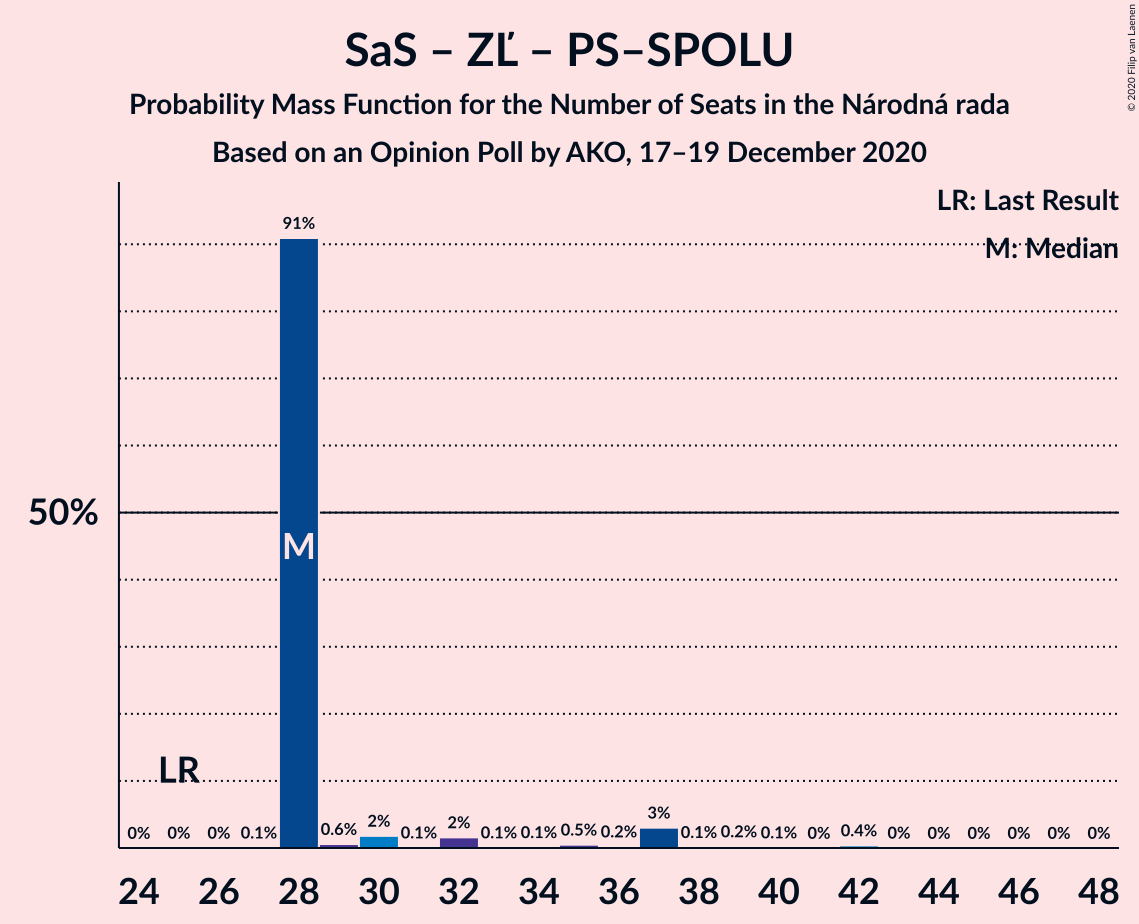 SaS – ZĽ – PS–SPOLU
Probability Mass Function for the Number of Seats in the Národná rada
Based on an Opinion Poll by AKO, 17–19 December 2020
© 2020 Filip van Laenen
LR: Last Result
M: Median
91%
50%
M
LR
0% 0% 0% 0.1% 0.6% 2% 0.1% 2% 0.1% 0.1% 0.5% 0.2% 3% 0.1% 0.2% 0.1% 0% 0.4% 0% 0% 0% 0% 0% 0%
24 26 28 30 32 34 36 38 40 42 44 46 48